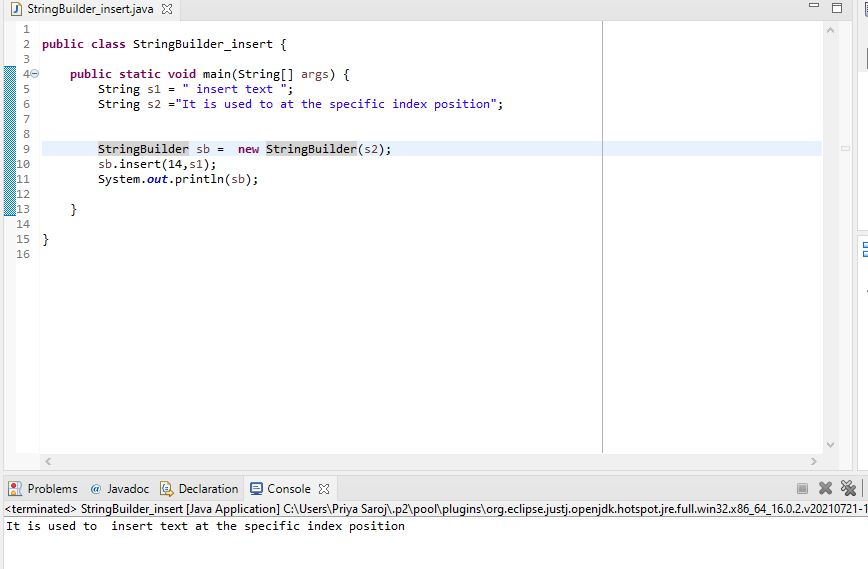 StringBuilder_insert.java
1
2 public class StringBuilder_insert {
3
4 public static void main(String[] args) {
5 String s1 = " insert text ";
6 String s2 ="It is used to at the specific index position";
7
8
9 StringBuilder sb =  new StringBuilder(s2);
10 sb.insert(14,s1);
11 System.out.println(sb);
12
13 }
14
15 }
16
Problems @ Javadoc Declaration Console
<terminated> StringBuilder_insert [Java Application] C:\Users\Priya Saroj\.p2\pool\plugins\org.eclipse.justj.openjdk.hotspot.jre.full.win32.x86_64_16.0.2.v20210721-1
It is used to  insert text at the specific index position